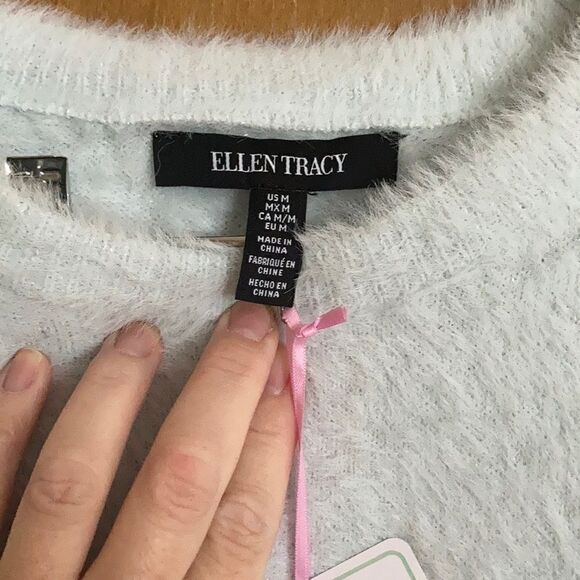 ELLEN TRACY
US M
MX M
CA M/M
EU M
MADE IN
CHINA
FABRIQUÉ EN
CHINE
HECHO EN
CHINA